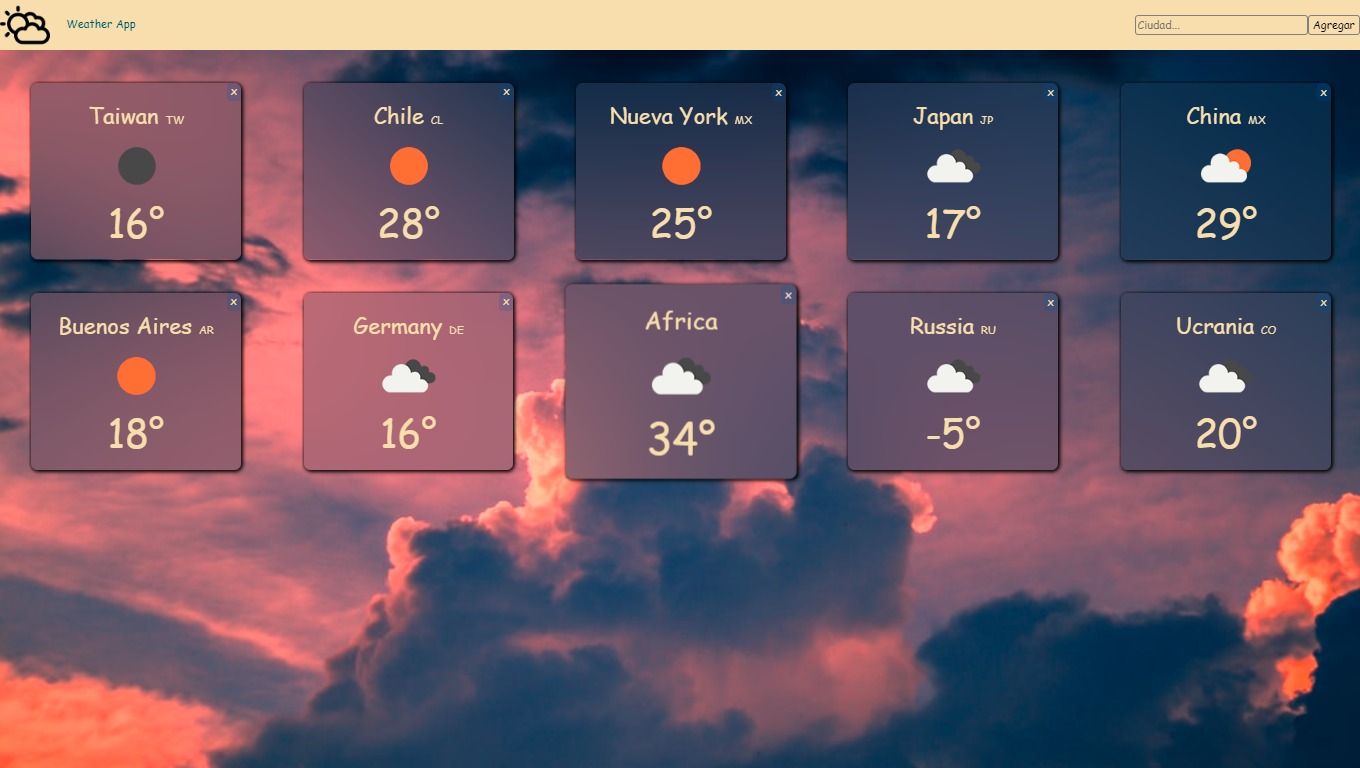 Weather App
Ciudad... Agregar
x
Taiwan TW
16°
x
Chile CL
28°
x
Nueva York MX
25°
x
Japan JP
17°
x
China MX
29°
x
Buenos Aires AR
18°
x
Germany DE
16°
x
Africa
34°
x
Russia RU
-5°
x
Ucrania CO
20°